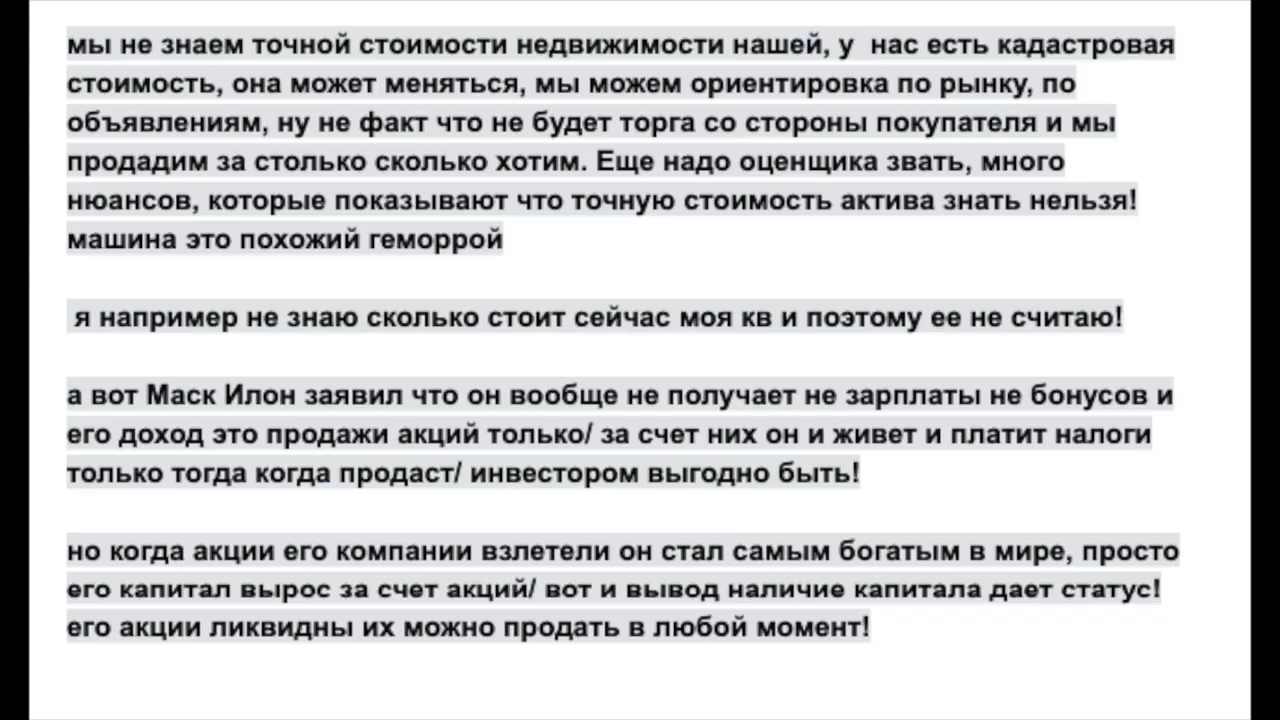 мы не знаем точной стоимости недвижимости нашей, у  нас есть кадастровая
стоимость, она может меняться, мы можем ориентировка по рынку, по
объявлениям, ну не факт что не будет торга со стороны покупателя и мы
продадим за столько сколько хотим. Еще надо оценщика звать, много
нюансов, которые показывают что точную стоимость актива знать нельзя!
машина это похожий геморрой
я например не знаю сколько стоит сейчас моя кв и поэтому ее не считаю!
а вот Маск Илон заявил что он вообще не получает не зарплаты не бонусов и
его доход это продажи акций только/ за счет них он и живет и платит налоги
только тогда когда продаст/ инвестором выгодно быть!
но когда акции его компании взлетели он стал самым богатым в мире, просто
его капитал вырос за счет акций/ вот и вывод наличие капитала дает статус!
его акции ликвидны их можно продать в любой момент!